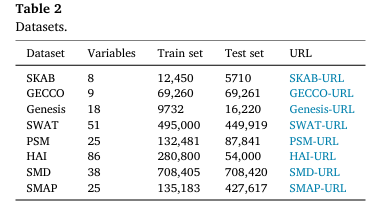 Table 2
Datasets.
Dataset Variables Train set Test set URL
SKAB 8 12,450 5710 SKAB-URL
GECCO 9 69,260 69,261 GECCO-URL
Genesis 18 9732 16,220 Genesis-URL
SWAT 51 495,000 449,919 SWAT-URL
PSM 25 132,481 87,841 PSM-URL
HAI 86 280,800 54,000 HAI-URL
SMD 38 708,405 708,420 SMD-URL
SMAP 25 135,183 427,617 SMAP-URL